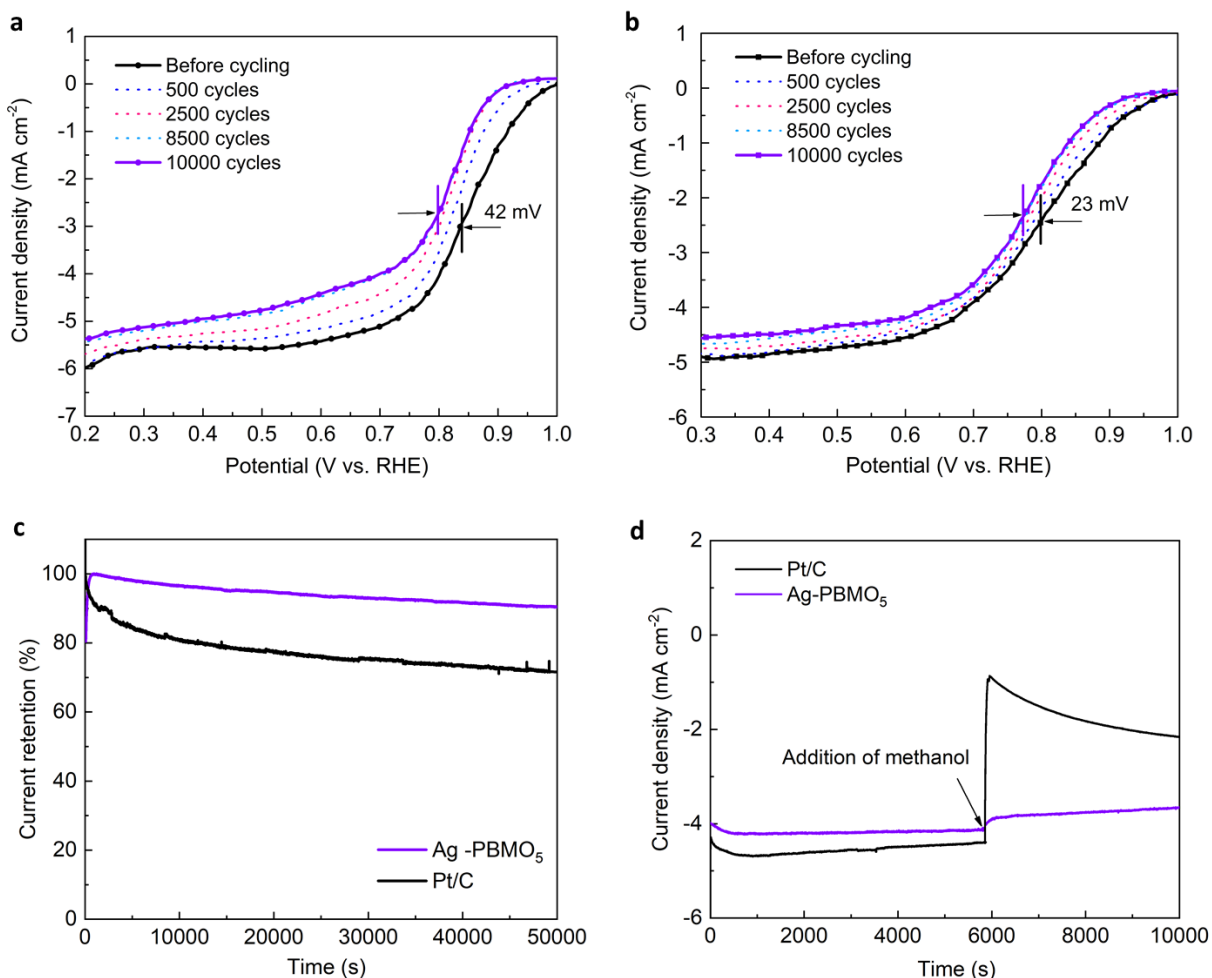 a
Before cycling
500 cycles
2500 cycles
8500 cycles
10000 cycles
42 mV
1
0
-1
-2
-3
-4
-5
-6
-7
0.2 0.3 0.4 0.5 0.6 0.7 0.8 0.9 1.0
Current density (mA cm⁻²)
Potential (V vs. RHE)
b
Before cycling
500 cycles
2500 cycles
8500 cycles
10000 cycles
23 mV
1
0
-1
-2
-3
-4
-5
-6
0.3 0.4 0.5 0.6 0.7 0.8 0.9 1.0
Current density (mA cm⁻²)
Potential (V vs. RHE)
c
100
80
60
40
20
0
Ag -PBMO₅
Pt/C
0 10000 20000 30000 40000 50000
Current retention (%)
Time (s)
d
Pt/C
Ag-PBMO₅
Addition of methanol
2
0
-2
-4
-6
0 2000 4000 6000 8000 10000
Current density (mA cm⁻²)
Time (s)